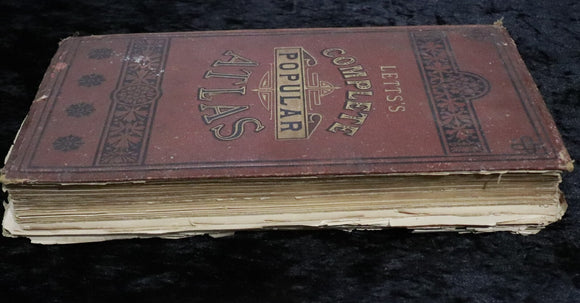 LETTS'S
COMPLETE
POPULAR
ATLAS